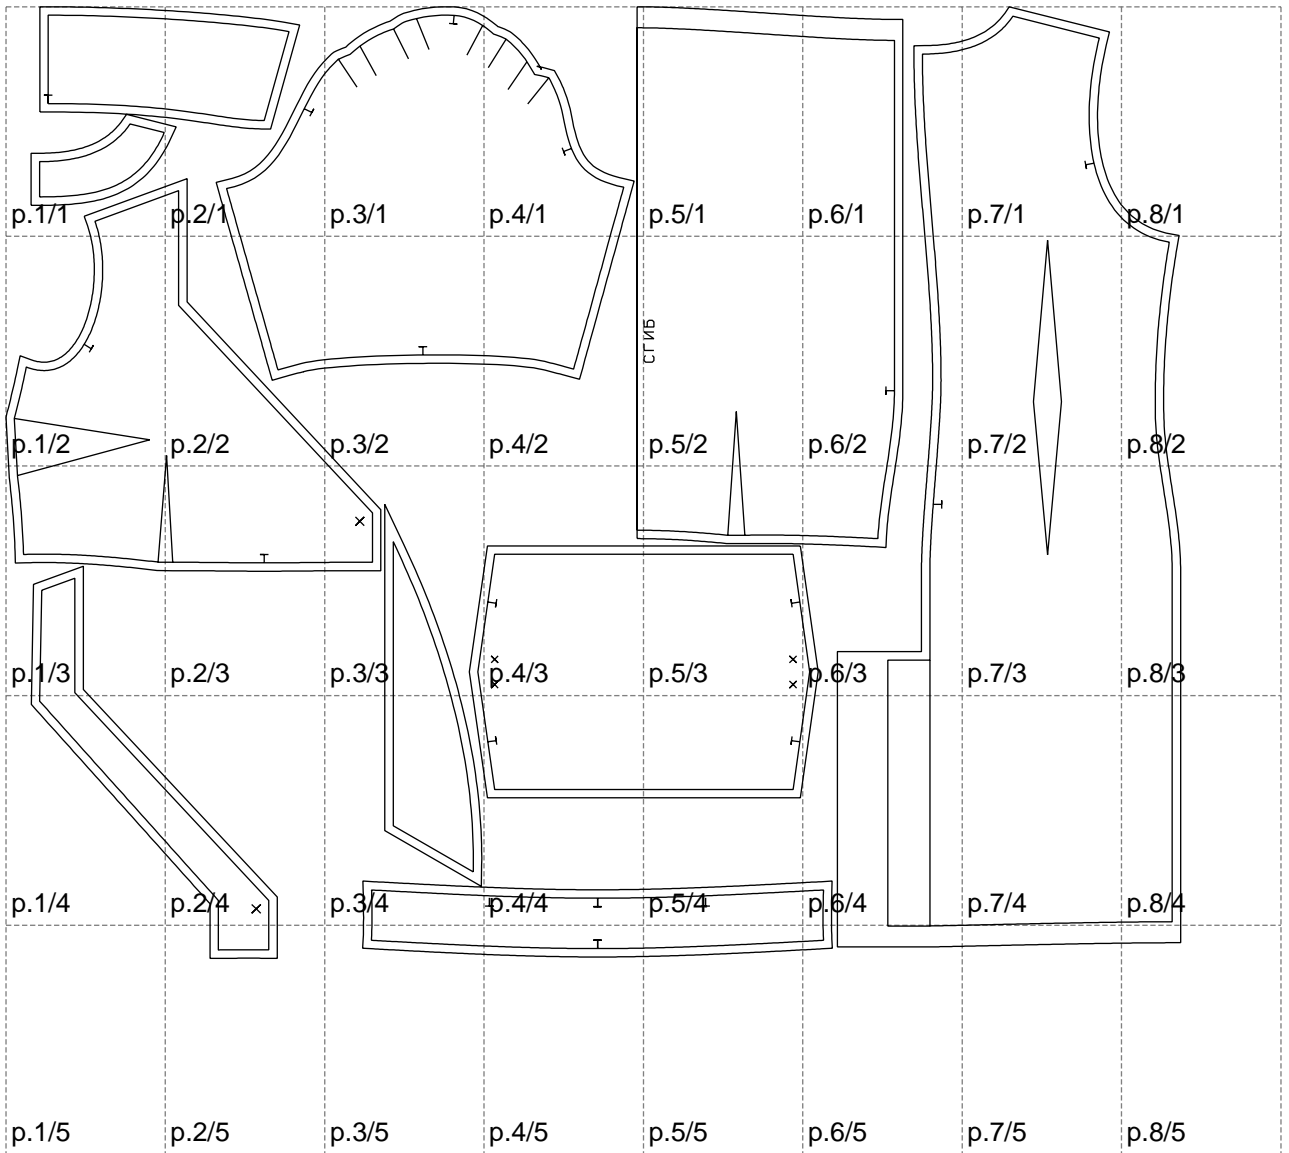 p.1/1 p.2/1 p.3/1 p.4/1 p.5/1 p.6/1 p.7/1 p.8/1
СГИБ
p.1/2 p.2/2 p.3/2 p.4/2 p.5/2 p.6/2 p.7/2 p.8/2
p.1/3 p.2/3 p.3/3 p.4/3 p.5/3 p.6/3 p.7/3 p.8/3
p.1/4 p.2/4 p.3/4 p.4/4 p.5/4 p.6/4 p.7/4 p.8/4
p.1/5 p.2/5 p.3/5 p.4/5 p.5/5 p.6/5 p.7/5 p.8/5